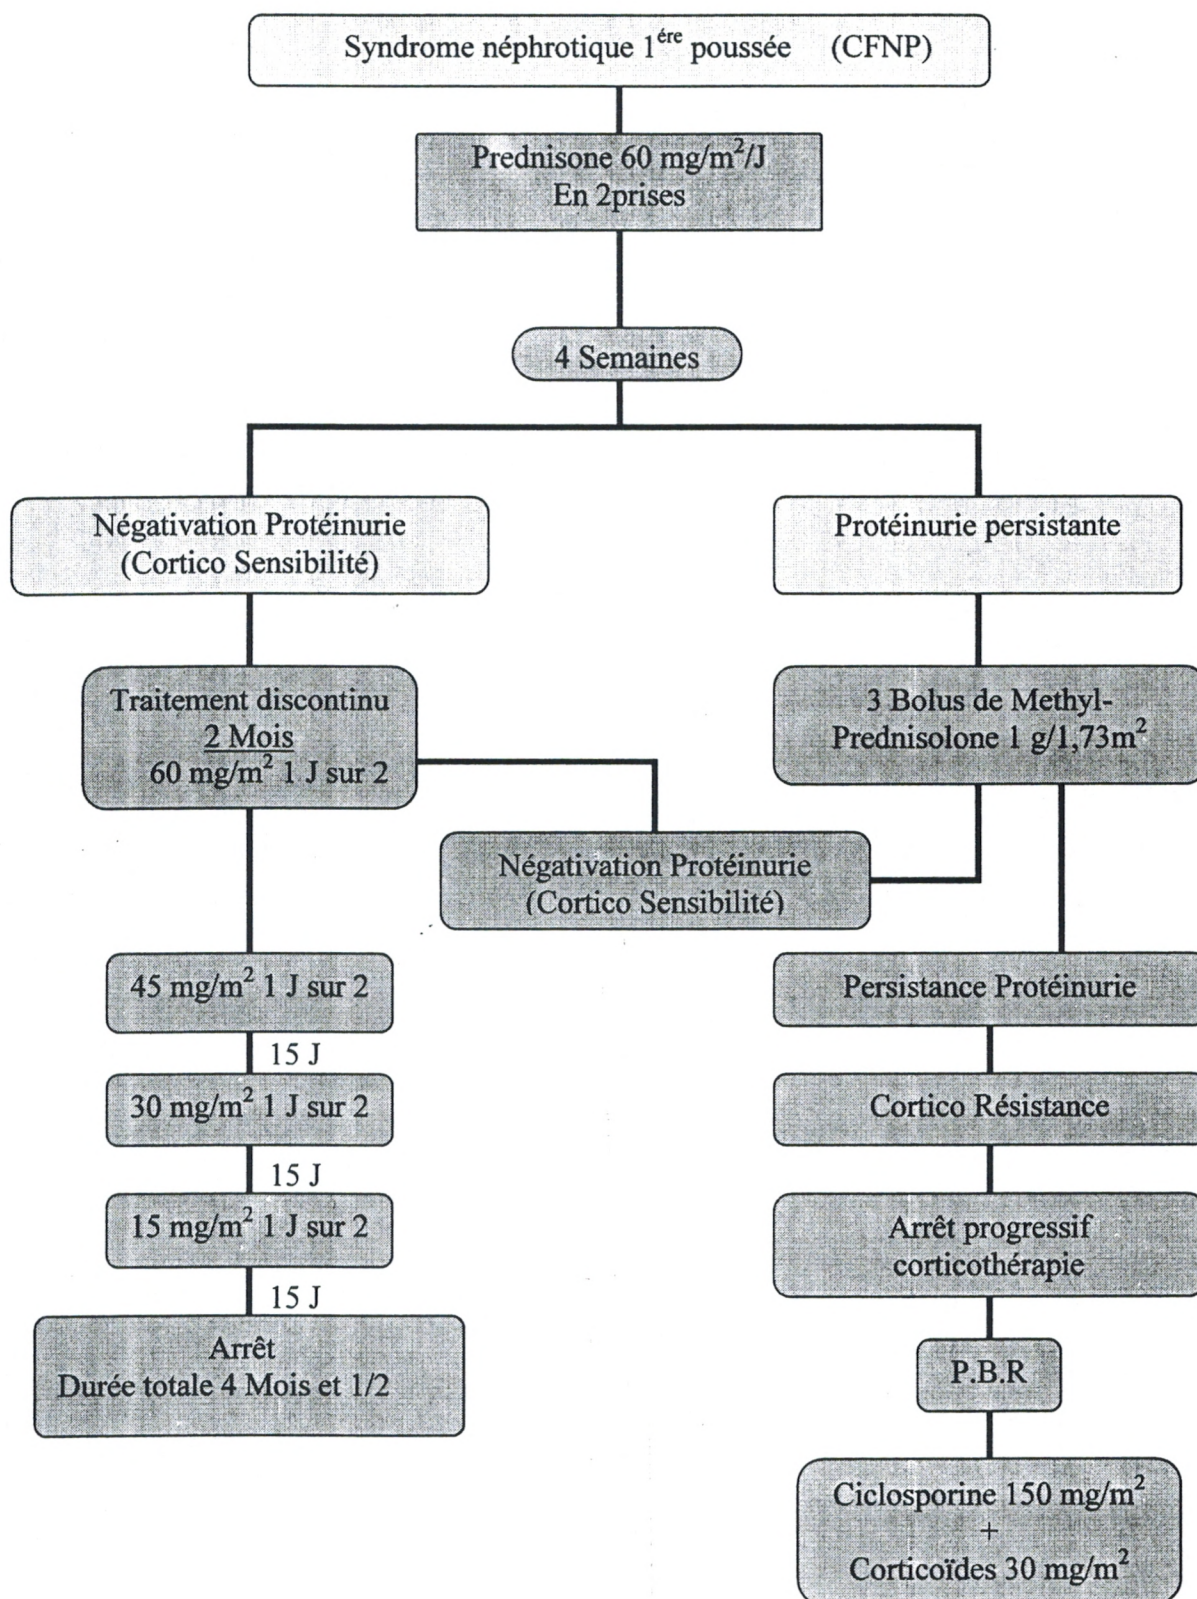 Syndrome néphrotique 1ére poussée (CFNP)
Prednisone 60 mg/m²/J
En 2prises
4 Semaines
Négativation Protéinurie
(Cortico Sensibilité)
Protéinurie persistante
Traitement discontinu
2 Mois
60 mg/m² 1 J sur 2
3 Bolus de Methyl-
Prednisolone 1 g/1,73m²
Négativation Protéinurie
(Cortico Sensibilité)
45 mg/m² 1 J sur 2
15 J
30 mg/m² 1 J sur 2
15 J
15 mg/m² 1 J sur 2
15 J
Arrêt
Durée totale 4 Mois et 1/2
Persistance Protéinurie
Cortico Résistance
Arrêt progressif
corticothérapie
P.B.R
Ciclosporine 150 mg/m²
+
Corticoïdes 30 mg/m²